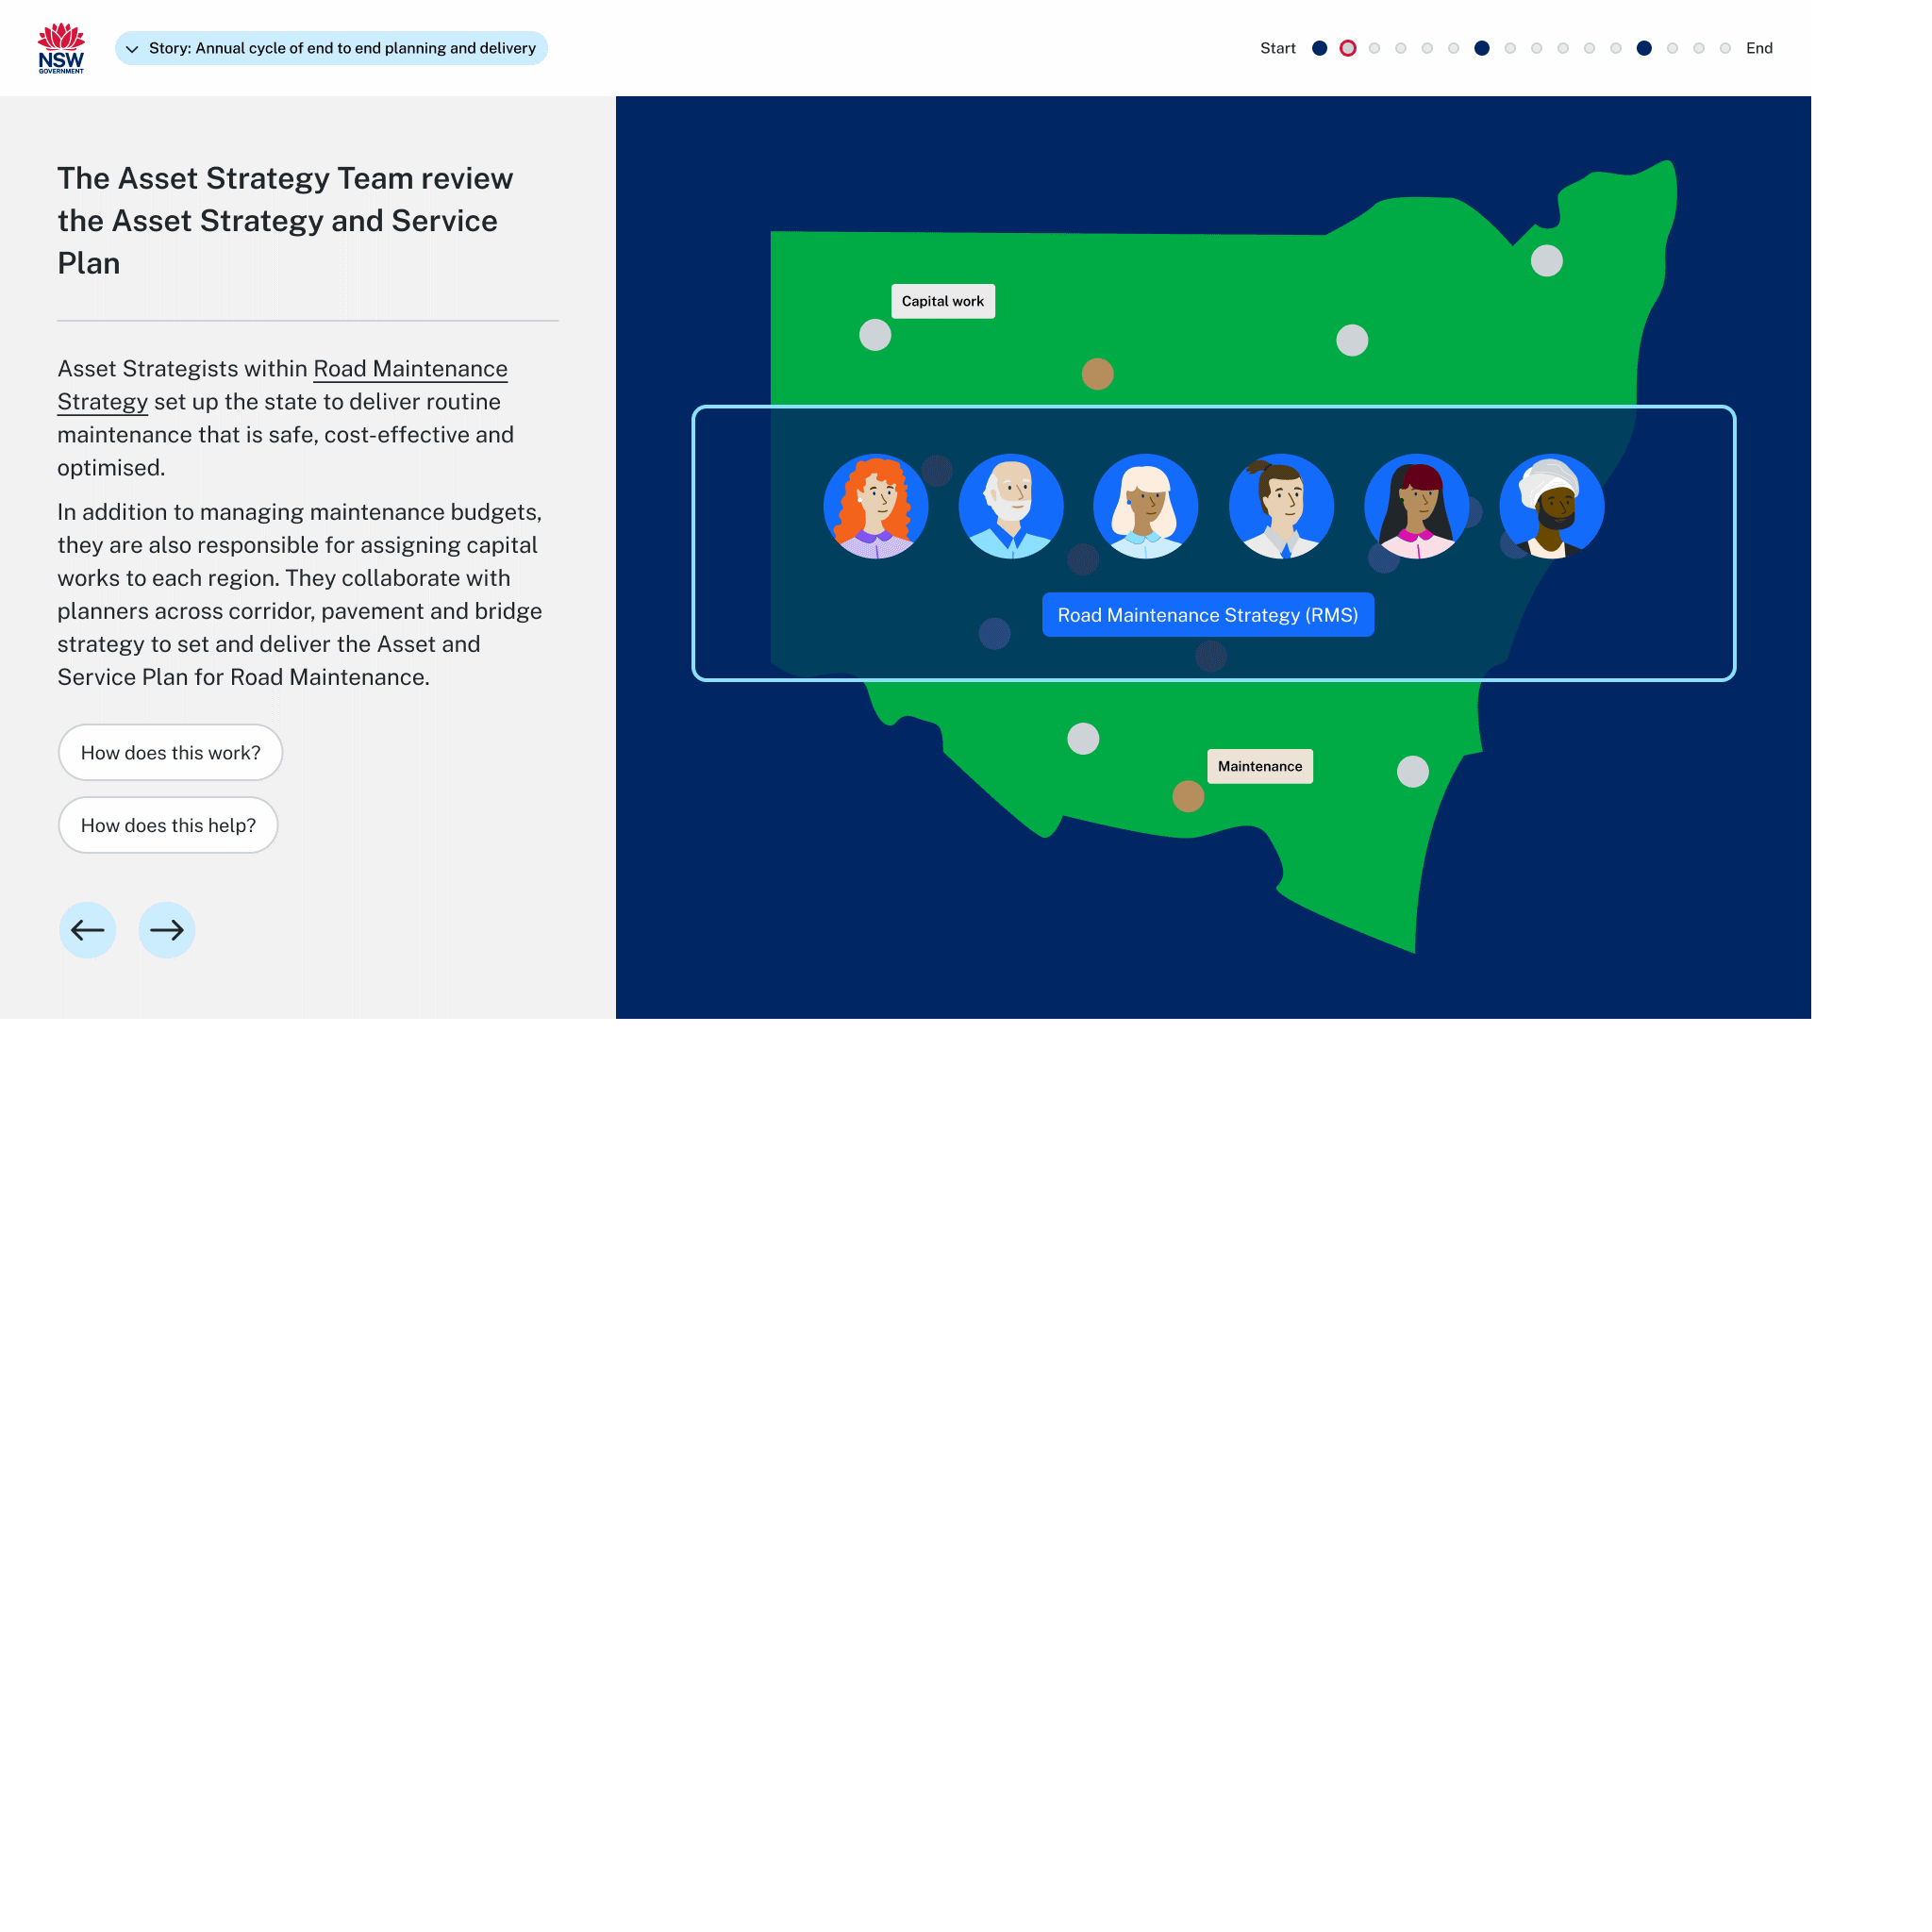 NSW
GOVERNMENT
Story: Annual cycle of end to end planning and delivery
Start
End
The Asset Strategy Team review
the Asset Strategy and Service
Plan
Asset Strategists within Road Maintenance
Strategy set up the state to deliver routine
maintenance that is safe, cost-effective and
optimised.
In addition to managing maintenance budgets,
they are also responsible for assigning capital
works to each region. They collaborate with
planners across corridor, pavement and bridge
strategy to set and deliver the Asset and
Service Plan for Road Maintenance.
How does this work?
How does this help?
Capital work
Road Maintenance Strategy (RMS)
Maintenance